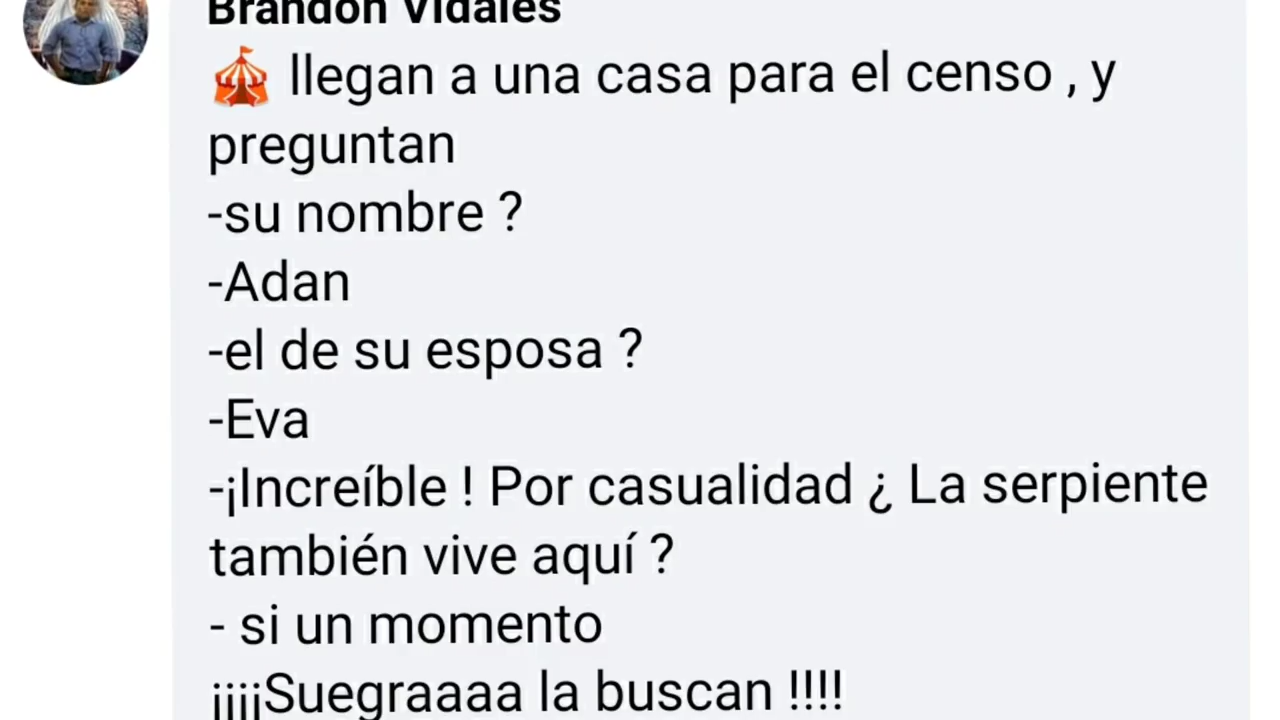 Brandon Vidales
🎪 llegan a una casa para el censo , y
preguntan
-su nombre ?
-Adan
-el de su esposa ?
-Eva
-¡Increíble ! Por casualidad ¿ La serpiente
también vive aquí ?
- si un momento
¡¡¡¡Suegraaaa la buscan !!!!